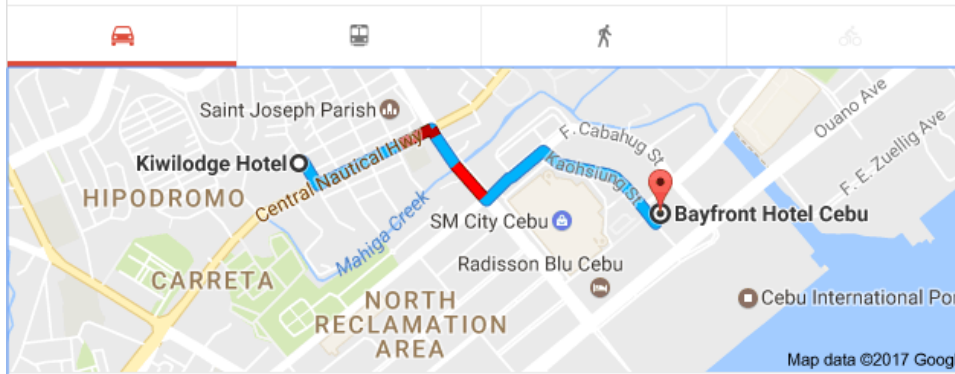 Saint Joseph Parish
Kiwilodge Hotel
Central Nautical Hwy
HIPODROMO
F. Cabahug St
Kaohsiung St
Ouano Ave
F. E. Zuellig Ave
Bayfront Hotel Cebu
SM City Cebu
Mahiga Creek
Radisson Blu Cebu
CARRETA
NORTH
RECLAMATION
AREA
Cebu International Por
Map data ©2017 Goog